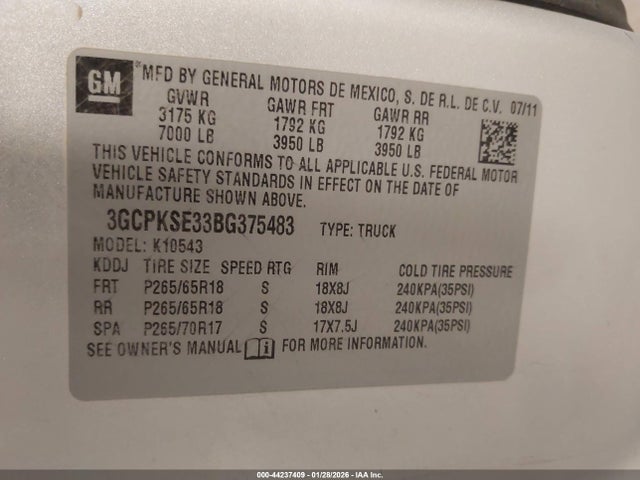 GM
MFD BY GENERAL MOTORS DE MEXICO, S. DE R.L. DE C.V. 07/11
GVWR GAWR FRT GAWR RR
3175 KG 1792 KG 1792 KG
7000 LB 3950 LB 3950 LB
THIS VEHICLE CONFORMS TO ALL APPLICABLE U.S. FEDERAL MOTOR
VEHICLE SAFETY STANDARDS IN EFFECT ON THE DATE OF
MANUFACTURE SHOWN ABOVE.
3GCPKSE33BG375483 TYPE: TRUCK
MODEL: K10543
KDDJ TIRE SIZE SPEED RTG RIM COLD TIRE PRESSURE
FRT P265/65R18 S 18X8J 240KPA(35PSI)
RR P265/65R18 S 18X8J 240KPA(35PSI)
SPA P265/70R17 S 17X7.5J 240KPA(35PSI)
SEE OWNER'S MANUAL FOR MORE INFORMATION.
000-44237409 | 01/28/2026 | IAA Inc.